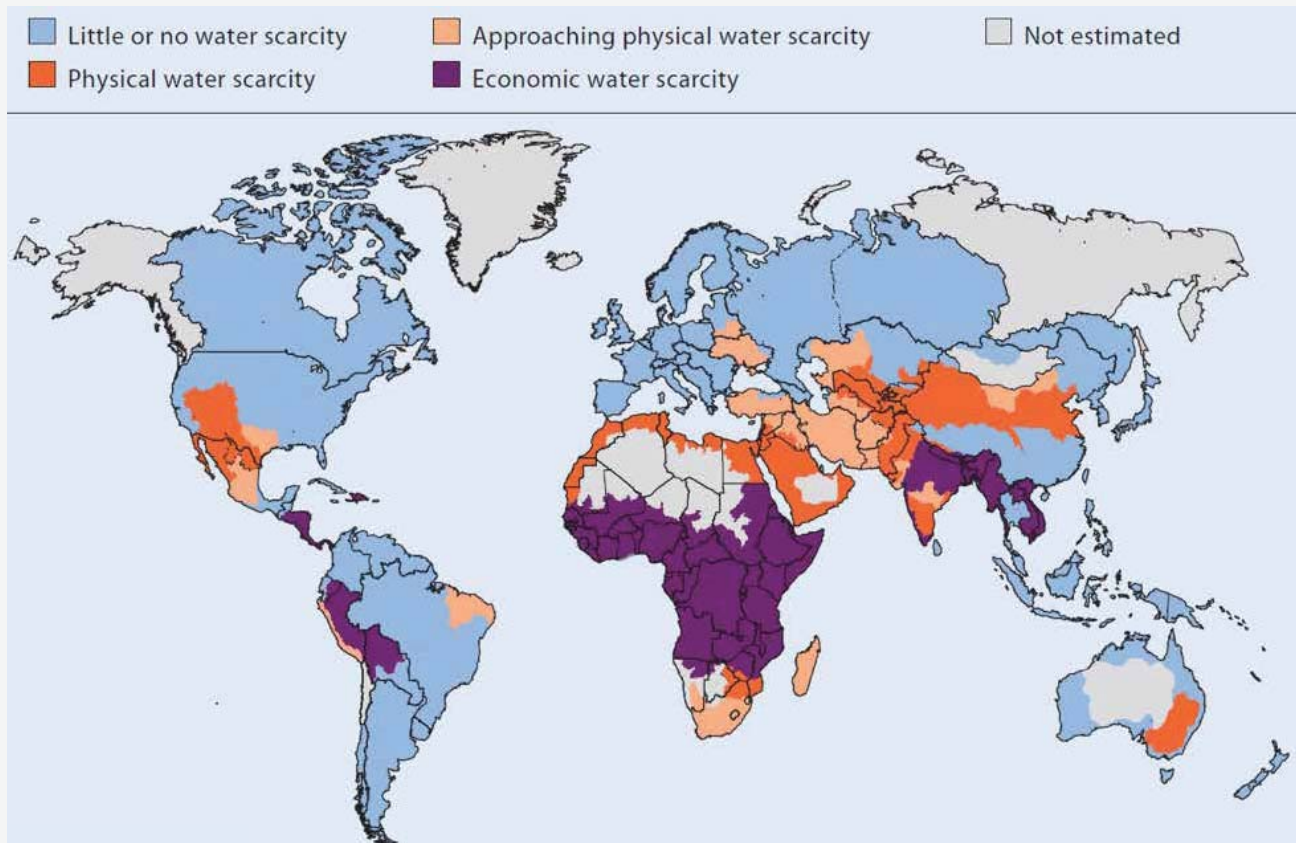 Little or no water scarcity
Approaching physical water scarcity
Not estimated
Physical water scarcity
Economic water scarcity